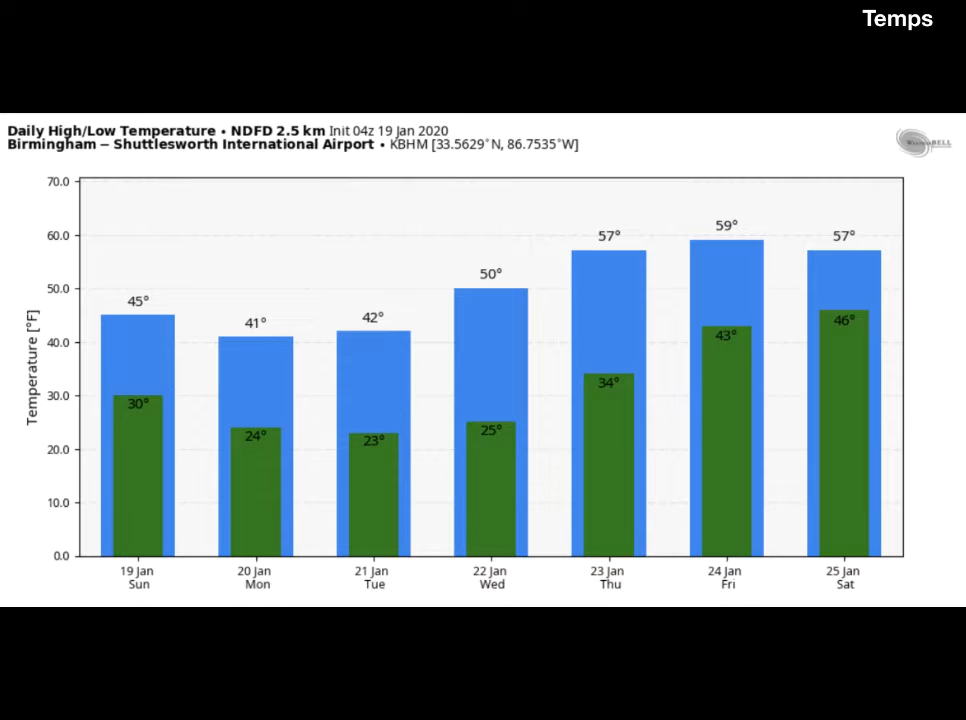 Temps
Daily High/Low Temperature • NDFD 2.5 km Init 04z 19 Jan 2020
Birmingham − Shuttlesworth International Airport • KBHM [33.5629°N, 86.7535°W]
WeatherBELL
70.0
60.0
50.0
40.0
30.0
20.0
10.0
0.0
Temperature [°F]
45°
41°
42°
50°
57°
59°
57°
30°
24°
23°
25°
34°
43°
46°
19 Jan
Sun
20 Jan
Mon
21 Jan
Tue
22 Jan
Wed
23 Jan
Thu
24 Jan
Fri
25 Jan
Sat